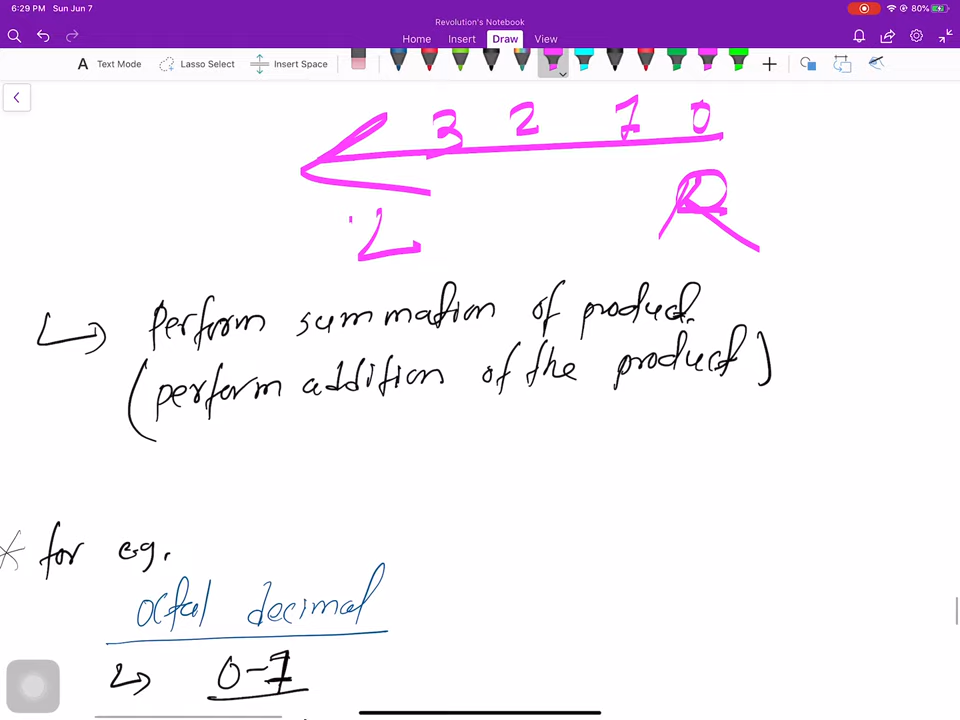 6:29 PM Sun Jun 7
80%
Revolution's Notebook
Home Insert Draw View
A Text Mode Lasso Select Insert Space
3 2 1 0
L R
Perform summation of product.
(perform addition of the product)
* for eg.
octal decimal
0-7